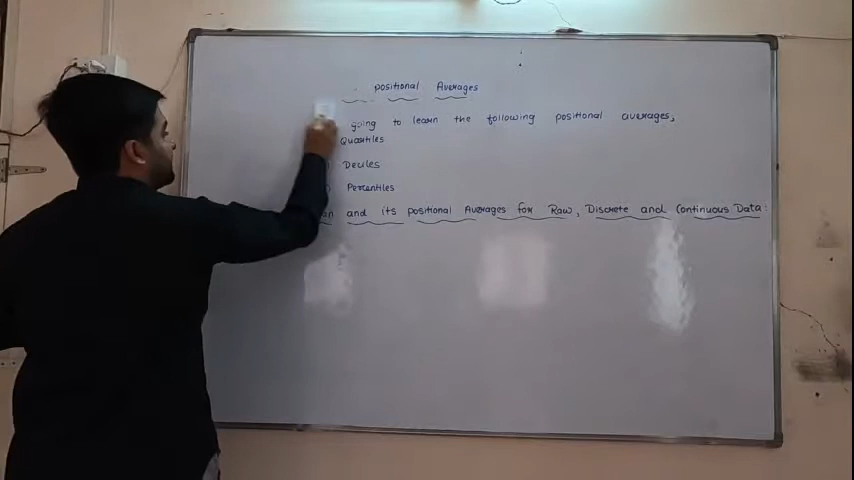 positional Averages
going to learn the following positional averages,
Quartiles
Deciles
Percentiles
and its positional Averages for Raw, Discrete and Continuous Data: